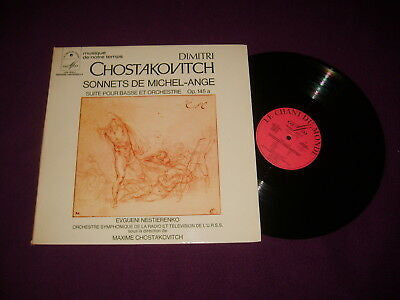 musique
de notre temps
DIMITRI
CHOSTAKOVITCH
SONNETS DE MICHEL-ANGE
SUITE POUR BASSE ET ORCHESTRE Op. 145 a
EVGUENI NESTIERENKO
ORCHESTRE SYMPHONIQUE DE LA RADIO ET TELEVISION DE L'U.R.S.S.
sous la direction de
MAXIME CHOSTAKOVITCH
LE CHANT DU MONDE